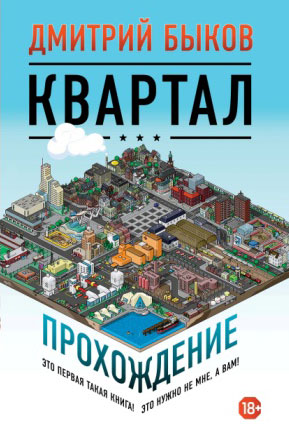 ДМИТРИЙ БЫКОВ
КВАРТАЛ
ПРОХОЖДЕНИЕ
ЭТО ПЕРВАЯ ТАКАЯ КНИГА! ЭТО НУЖНО НЕ МНЕ, А ВАМ!
18+